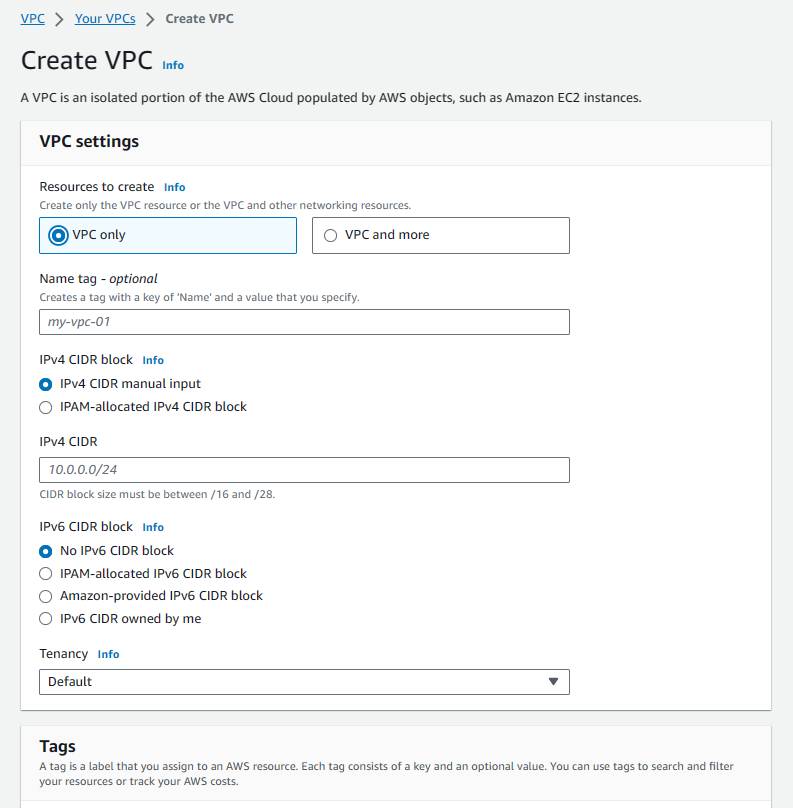 VPC > Your VPCs > Create VPC
Create VPC Info
A VPC is an isolated portion of the AWS Cloud populated by AWS objects, such as Amazon EC2 instances.
VPC settings
Resources to create Info
Create only the VPC resource or the VPC and other networking resources.
VPC only
VPC and more
Name tag - optional
Creates a tag with a key of 'Name' and a value that you specify.
my-vpc-01
IPv4 CIDR block Info
IPv4 CIDR manual input
IPAM-allocated IPv4 CIDR block
IPv4 CIDR
10.0.0.0/24
CIDR block size must be between /16 and /28.
IPv6 CIDR block Info
No IPv6 CIDR block
IPAM-allocated IPv6 CIDR block
Amazon-provided IPv6 CIDR block
IPv6 CIDR owned by me
Tenancy Info
Default
Tags
A tag is a label that you assign to an AWS resource. Each tag consists of a key and an optional value. You can use tags to search and filter
your resources or track your AWS costs.